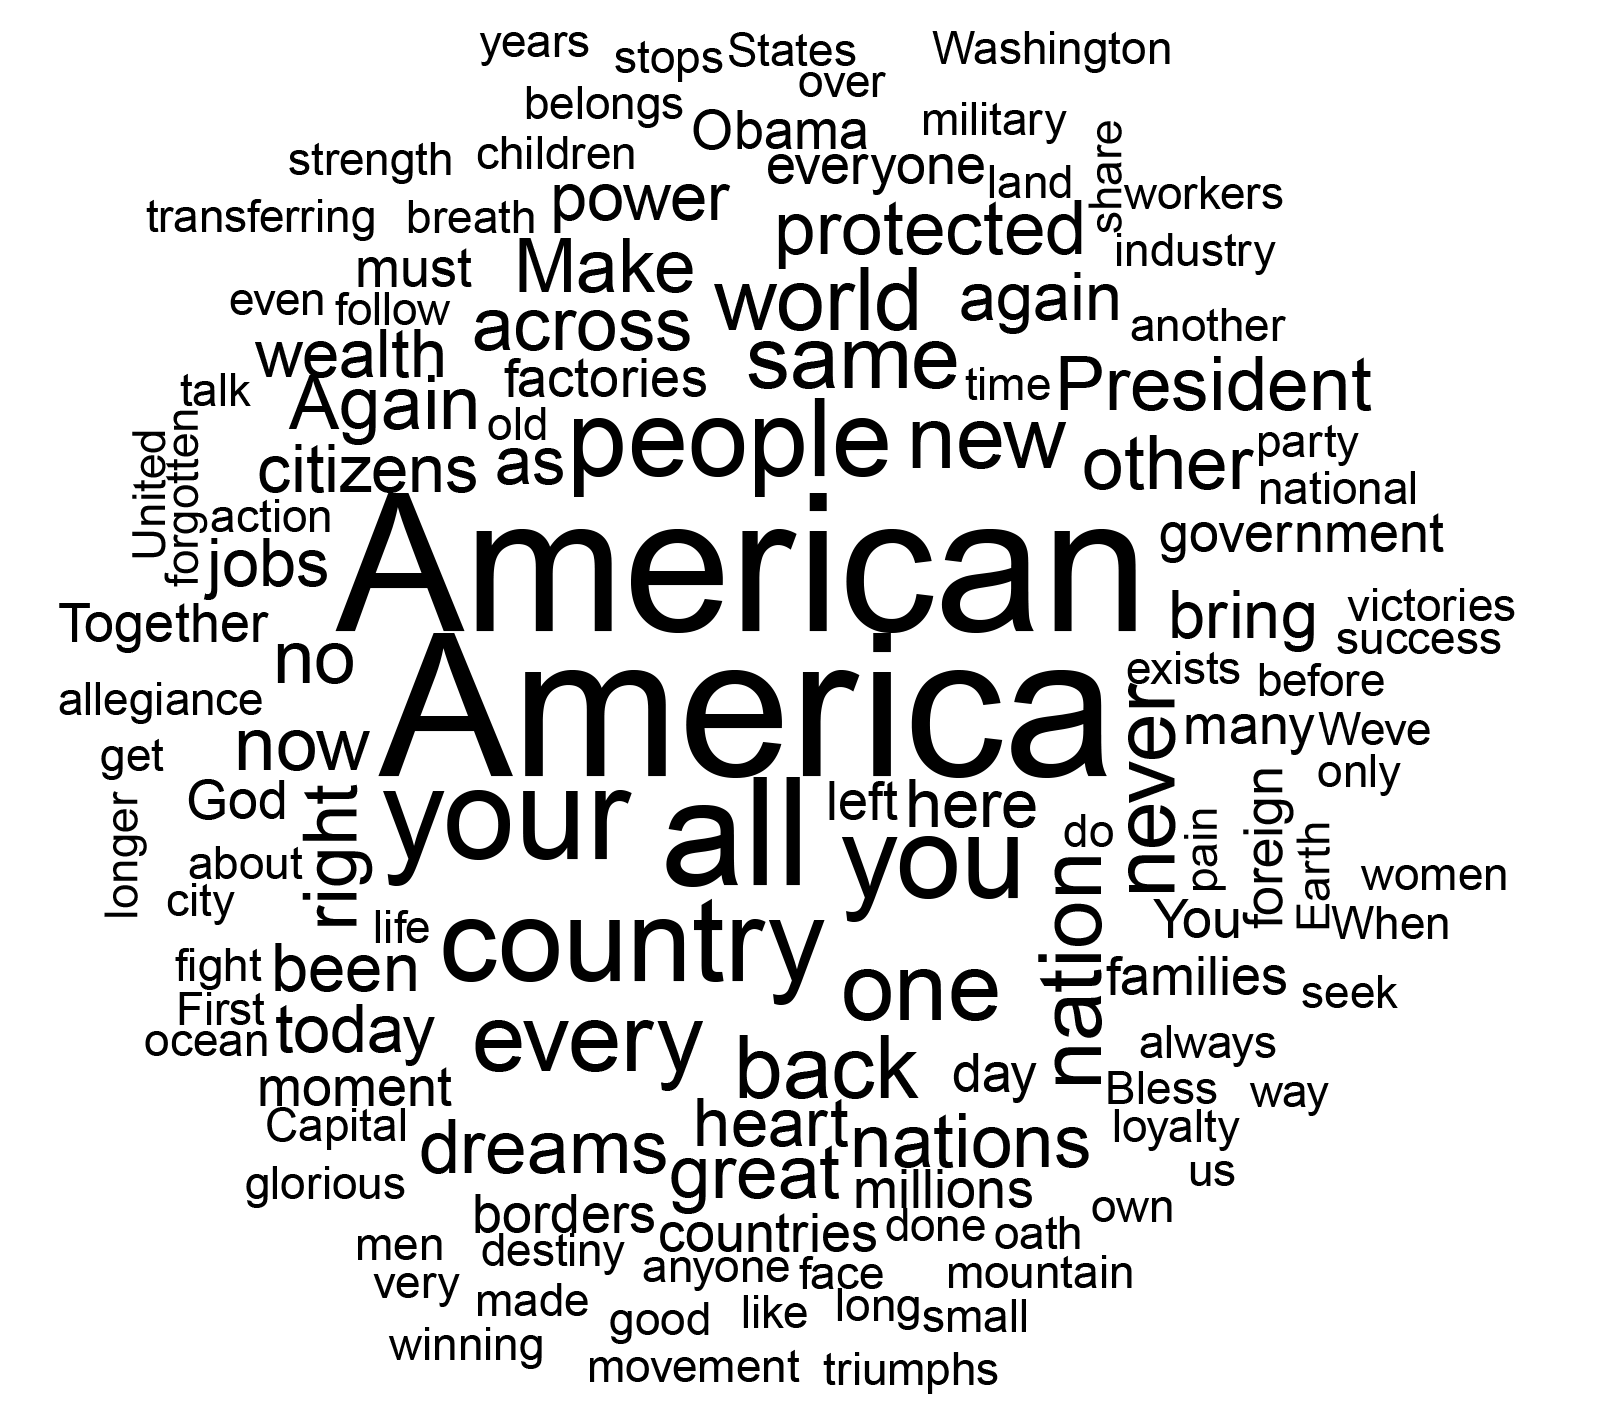 years stops States Washington
over
belongs Obama military
strength children everyone land share workers
transferring breath power protected industry
must Make world again
even follow across another
wealth factories same time President
talk Again old people new other party
United forgotten citizens as national
action American government
jobs
Together no bring victories
success
allegiance America exists before
get now never many Weve
only
God right your all left here foreign
longer about you do pain Earth women
city life country nation You When
fight been one families seek
First today every
ocean back day always
moment Bless way
Capital dreams heart nations loyalty
glorious great millions us
borders countries done oath own
men destiny anyone face mountain
very made good like long small
winning movement triumphs